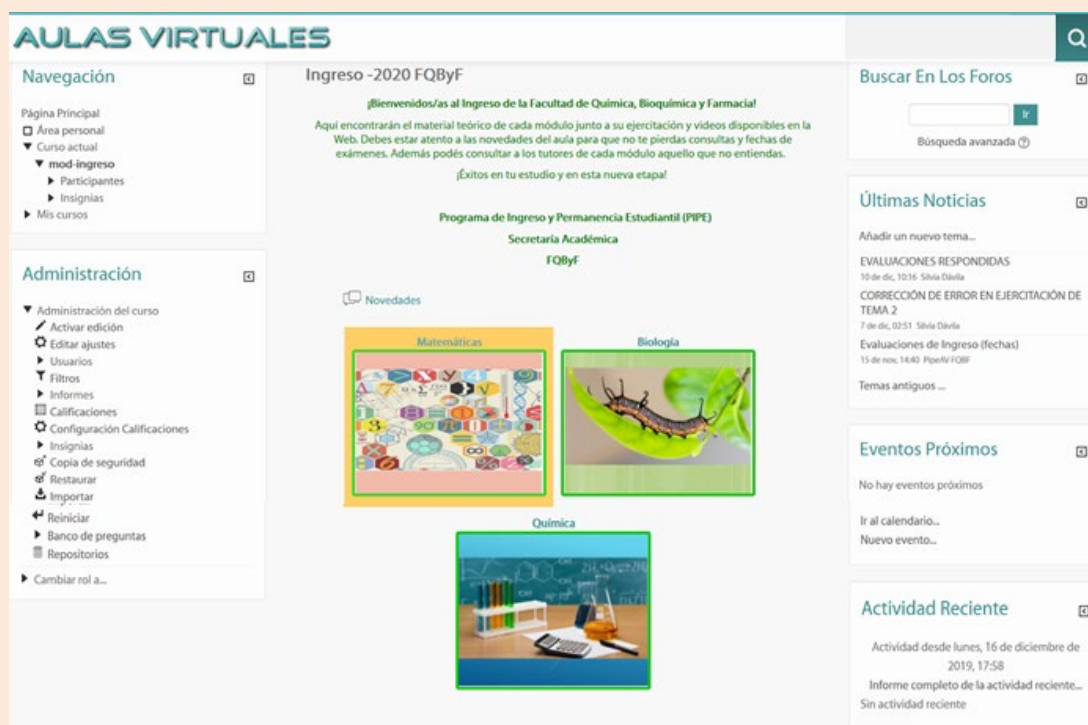 AULAS VIRTUALES
Navegación
Página Principal
Área personal
Curso actual
mod-ingreso
Participantes
Insignias
Mis cursos
Administración
Administración del curso
Activar edición
Editar ajustes
Usuarios
Filtros
Informes
Calificaciones
Configuración Calificaciones
Insignias
Copia de seguridad
Restaurar
Importar
Reiniciar
Banco de preguntas
Repositorios
Cambiar rol a...
Ingreso -2020 FQByF
¡Bienvenidos/as al Ingreso de la Facultad de Química, Bioquímica y Farmacia!
Aquí encontrarán el material teórico de cada módulo junto a su ejercitación y videos disponibles en la
Web. Debes estar atento a las novedades del aula para que no te pierdas consultas y fechas de
exámenes. Además podés consultar a los tutores de cada módulo aquello que no entiendas.
¡Éxitos en tu estudio y en esta nueva etapa!
Programa de Ingreso y Permanencia Estudiantil (PIPE)
Secretaría Académica
FQByF
Novedades
Matemáticas
Biología
Química
Buscar En Los Foros
Ir
Búsqueda avanzada
Últimas Noticias
Añadir un nuevo tema...
EVALUACIONES RESPONDIDAS
10 de dic, 10:16 Silvia Dávila
CORRECCIÓN DE ERROR EN EJERCITACIÓN DE
TEMA 2
7 de dic, 02:51 Silvia Dávila
Evaluaciones de Ingreso (fechas)
15 de nov, 14:40 PipeAV FQBF
Temas antiguos ...
Eventos Próximos
No hay eventos próximos
Ir al calendario...
Nuevo evento...
Actividad Reciente
Actividad desde lunes, 16 de diciembre de
2019, 17:58
Informe completo de la actividad reciente...
Sin actividad reciente